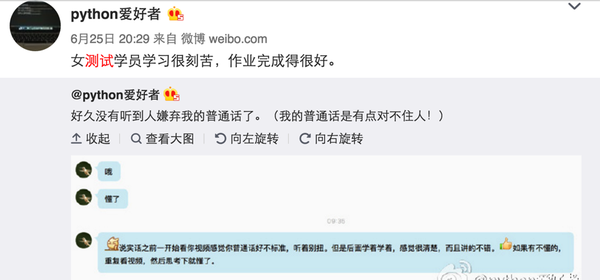 python爱好者
6月25日 20:29 来自 微博 weibo.com
女测试学员学习很刻苦，作业完成得很好。
@python爱好者
好久没有听到人嫌弃我的普通话了。（我的普通话是有点对不住人！）
收起 查看大图 向左旋转 向右旋转
哦
懂了
说实话之前一开始看你视频感觉你普通话好不标准，听着别扭。但是后面学着学着，感觉很清楚，而且讲的不错。如果有不懂的，
重复看视频，然后思考下就懂了。